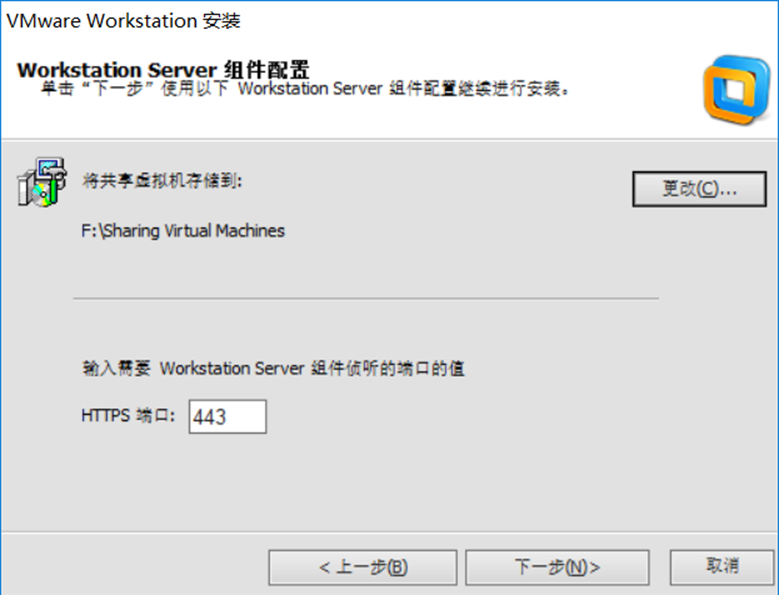 VMware Workstation 安装
Workstation Server 组件配置
单击“下一步”使用以下 Workstation Server 组件配置继续进行安装。
将共享虚拟机存储到:
更改(C)...
F:\Sharing Virtual Machines
输入需要 Workstation Server 组件侦听的端口的值
HTTPS 端口: 443
< 上一步(B)
下一步(N)>
取消